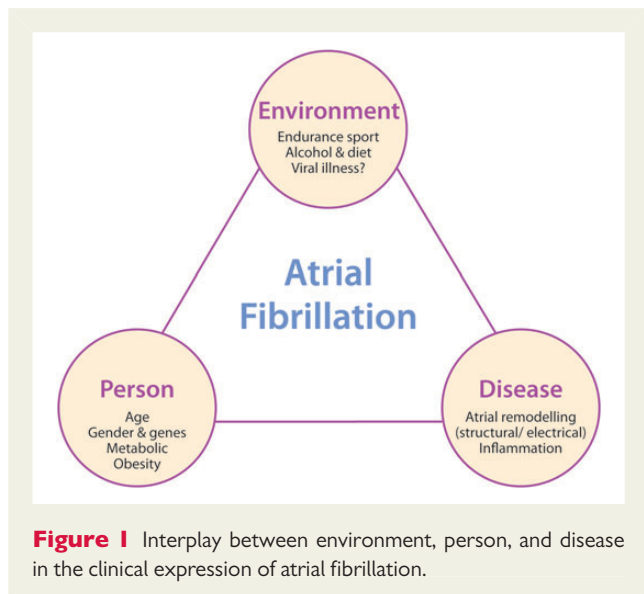 Environment
Endurance sport
Alcohol & diet
Viral illness?
Atrial
Fibrillation
Person
Age
Gender & genes
Metabolic
Obesity
Disease
Atrial remodelling
(structural/ electrical)
Inflammation
Figure 1 Interplay between environment, person, and disease
in the clinical expression of atrial fibrillation.